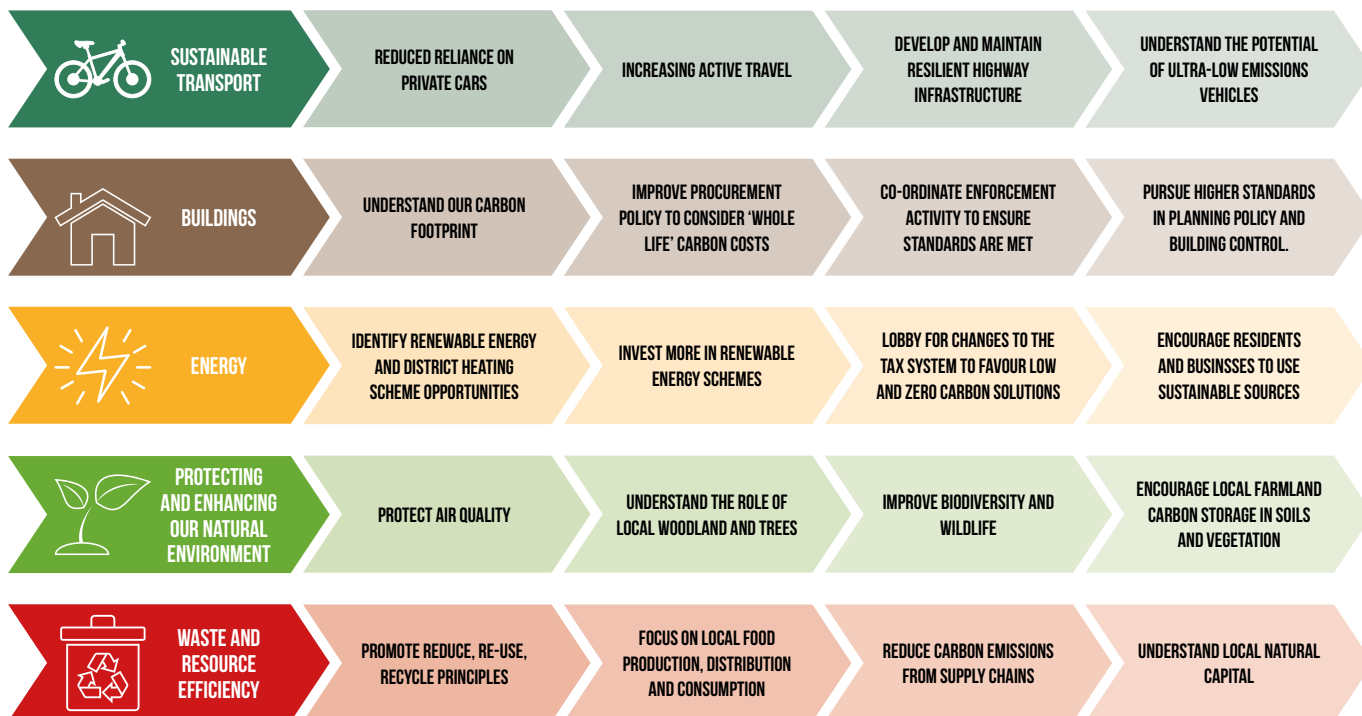 SUSTAINABLE
TRANSPORT
REDUCED RELIANCE ON
PRIVATE CARS
INCREASING ACTIVE TRAVEL
DEVELOP AND MAINTAIN
RESILIENT HIGHWAY
INFRASTRUCTURE
UNDERSTAND THE POTENTIAL
OF ULTRA-LOW EMISSIONS
VEHICLES
BUILDINGS
UNDERSTAND OUR CARBON
FOOTPRINT
IMPROVE PROCUREMENT
POLICY TO CONSIDER ‘WHOLE
LIFE’ CARBON COSTS
CO-ORDINATE ENFORCEMENT
ACTIVITY TO ENSURE
STANDARDS ARE MET
PURSUE HIGHER STANDARDS
IN PLANNING POLICY AND
BUILDING CONTROL.
ENERGY
IDENTIFY RENEWABLE ENERGY
AND DISTRICT HEATING
SCHEME OPPORTUNITIES
INVEST MORE IN RENEWABLE
ENERGY SCHEMES
LOBBY FOR CHANGES TO THE
TAX SYSTEM TO FAVOUR LOW
AND ZERO CARBON SOLUTIONS
ENCOURAGE RESIDENTS
AND BUSINSSES TO USE
SUSTAINABLE SOURCES
PROTECTING
AND ENHANCING
OUR NATURAL
ENVIRONMENT
PROTECT AIR QUALITY
UNDERSTAND THE ROLE OF
LOCAL WOODLAND AND TREES
IMPROVE BIODIVERSITY AND
WILDLIFE
ENCOURAGE LOCAL FARMLAND
CARBON STORAGE IN SOILS
AND VEGETATION
WASTE AND
RESOURCE
EFFICIENCY
PROMOTE REDUCE, RE-USE,
RECYCLE PRINCIPLES
FOCUS ON LOCAL FOOD
PRODUCTION, DISTRIBUTION
AND CONSUMPTION
REDUCE CARBON EMISSIONS
FROM SUPPLY CHAINS
UNDERSTAND LOCAL NATURAL
CAPITAL